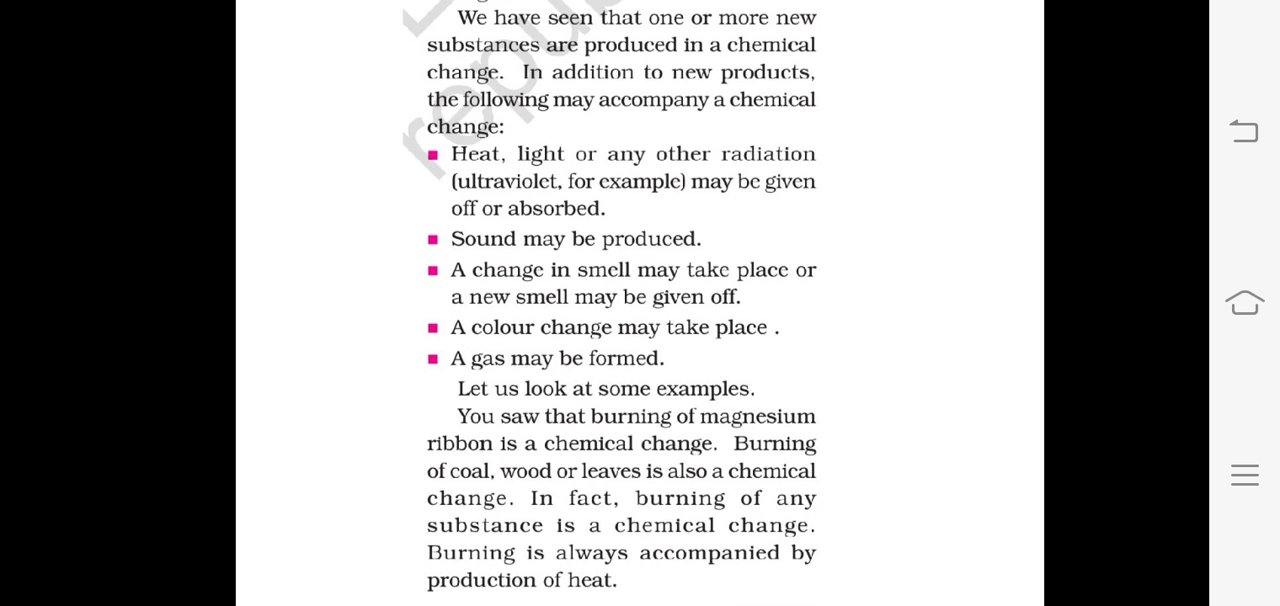 We have seen that one or more new
substances are produced in a chemical
change. In addition to new products,
the following may accompany a chemical
change:
■ Heat, light or any other radiation
(ultraviolet, for example) may be given
off or absorbed.
■ Sound may be produced.
■ A change in smell may take place or
a new smell may be given off.
■ A colour change may take place .
■ A gas may be formed.
Let us look at some examples.
You saw that burning of magnesium
ribbon is a chemical change. Burning
of coal, wood or leaves is also a chemical
change. In fact, burning of any
substance is a chemical change.
Burning is always accompanied by
production of heat.